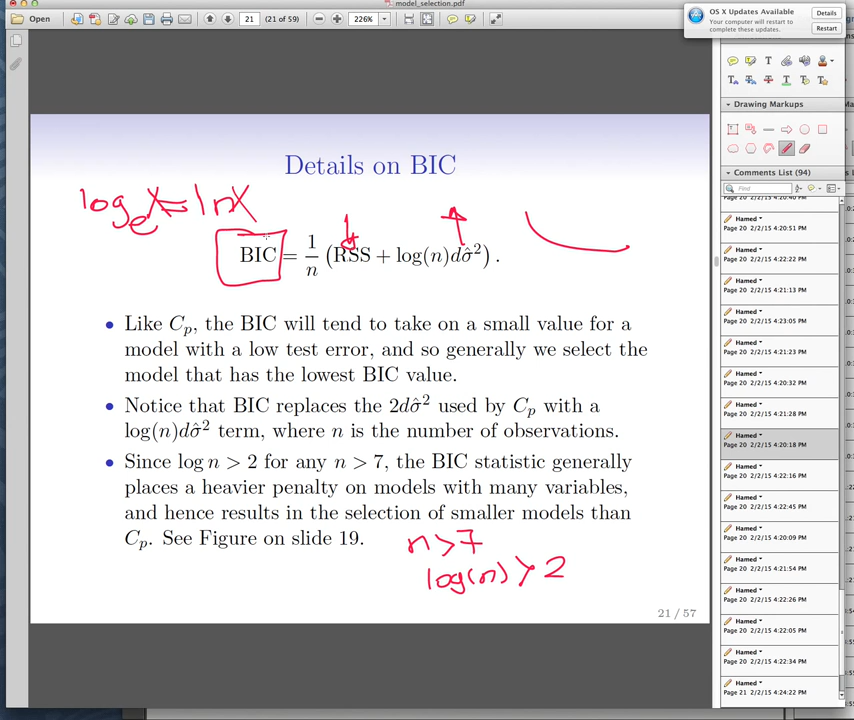 model_selection.pdf
Open
21
(21 of 59)
226%
OS X Updates Available
Your computer will restart to complete these updates.
Details
Restart
Details on BIC
log_e X = ln X
BIC = 1/n (RSS + log(n)dσ̂²).
• Like Cp, the BIC will tend to take on a small value for a
model with a low test error, and so generally we select the
model that has the lowest BIC value.
• Notice that BIC replaces the 2dσ̂² used by Cp with a
log(n)dσ̂² term, where n is the number of observations.
• Since log n > 2 for any n > 7, the BIC statistic generally
places a heavier penalty on models with many variables,
and hence results in the selection of smaller models than
Cp. See Figure on slide 19.
n > 7
log(n) > 2
21 / 57
Drawing Markups
Comments List (94)
Find
Page 20 2/2/15 4:20:40 PM
Hamed
Page 20 2/2/15 4:20:51 PM
Hamed
Page 20 2/2/15 4:22:22 PM
Hamed
Page 20 2/2/15 4:21:13 PM
Hamed
Page 20 2/2/15 4:23:05 PM
Hamed
Page 20 2/2/15 4:21:23 PM
Hamed
Page 20 2/2/15 4:20:32 PM
Hamed
Page 20 2/2/15 4:21:28 PM
Hamed
Page 20 2/2/15 4:20:18 PM
Hamed
Page 20 2/2/15 4:22:16 PM
Hamed
Page 20 2/2/15 4:22:45 PM
Hamed
Page 20 2/2/15 4:20:09 PM
Hamed
Page 20 2/2/15 4:21:54 PM
Hamed
Page 20 2/2/15 4:22:26 PM
Hamed
Page 20 2/2/15 4:22:05 PM
Hamed
Page 20 2/2/15 4:22:34 PM
Hamed
Page 21 2/2/15 4:24:22 PM